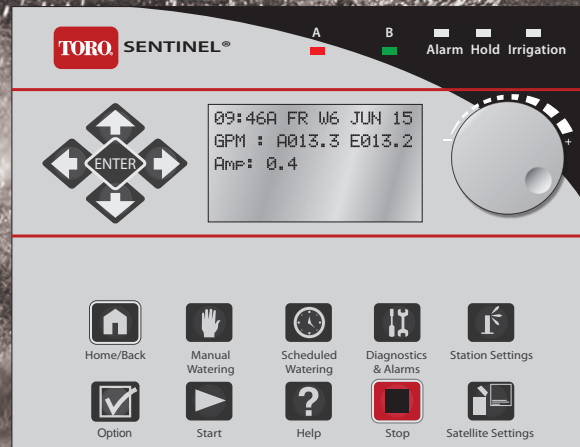 A B
TORO. SENTINEL®
Alarm Hold Irrigation
09:46A FR W6 JUN 15
GPM : A013.3 E013.2
Amp: 0.4
ENTER
- +
Home/Back
Manual Watering
Scheduled Watering
Diagnostics & Alarms
Station Settings
Option
Start
?
Help
Stop
Satellite Settings